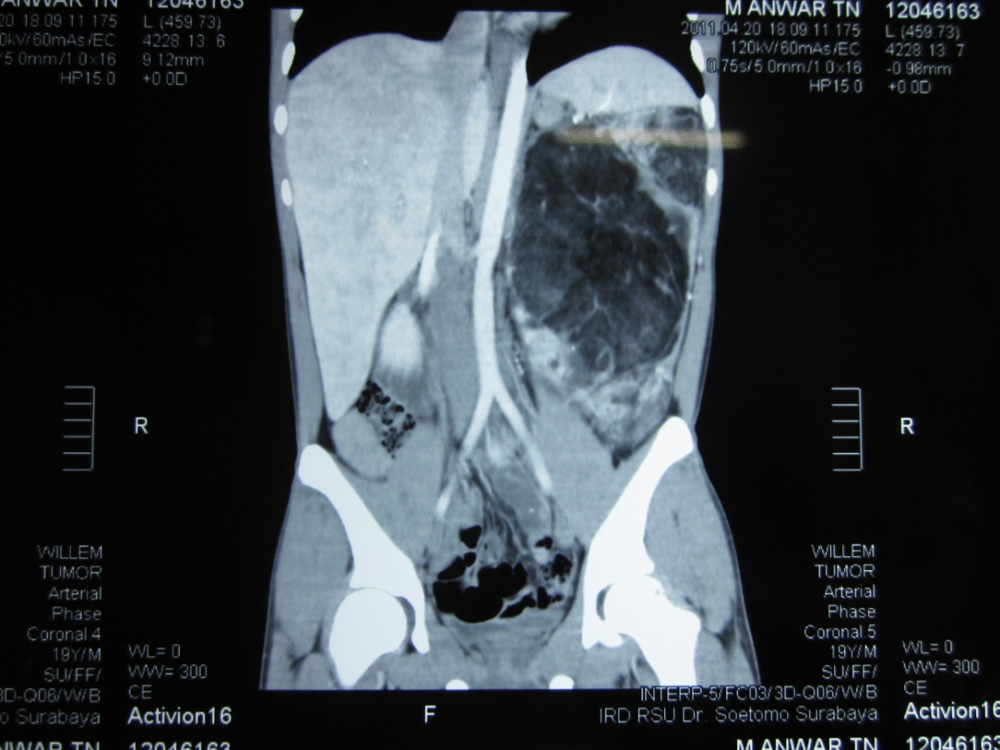 ANWAR TN 12046163
20 18 09 11 175 L (459.73)
0kV/60mAs/EC 4228:13: 6
/5.0mm/1.0x16 9.12mm
HP15.0 +0.0D
M ANWAR TN 12046163
2011.04.20 18 09 11 175 L (459.73)
120kV/60mAs/EC 4228:13: 7
0.75s/5.0mm/1.0x16 -0.98mm
HP15.0 +0.0D
R
R
WILLEM
TUMOR
Arterial
Phase
Coronal 4
19Y/M WL= 0
SU/FF/ WW= 300
3D-Q06/W/B CE
o Surabaya Activion16
F
WILLEM
TUMOR
Arterial
Phase
Coronal 5
19Y/M WL= 0
SU/FF/ WW= 300
INTERP-5/FC03/3D-Q06/W/B CE
IRD RSU Dr. Soetomo Surabaya Activion16
ANWAR TN 12046163
M ANWAR TN 12046163